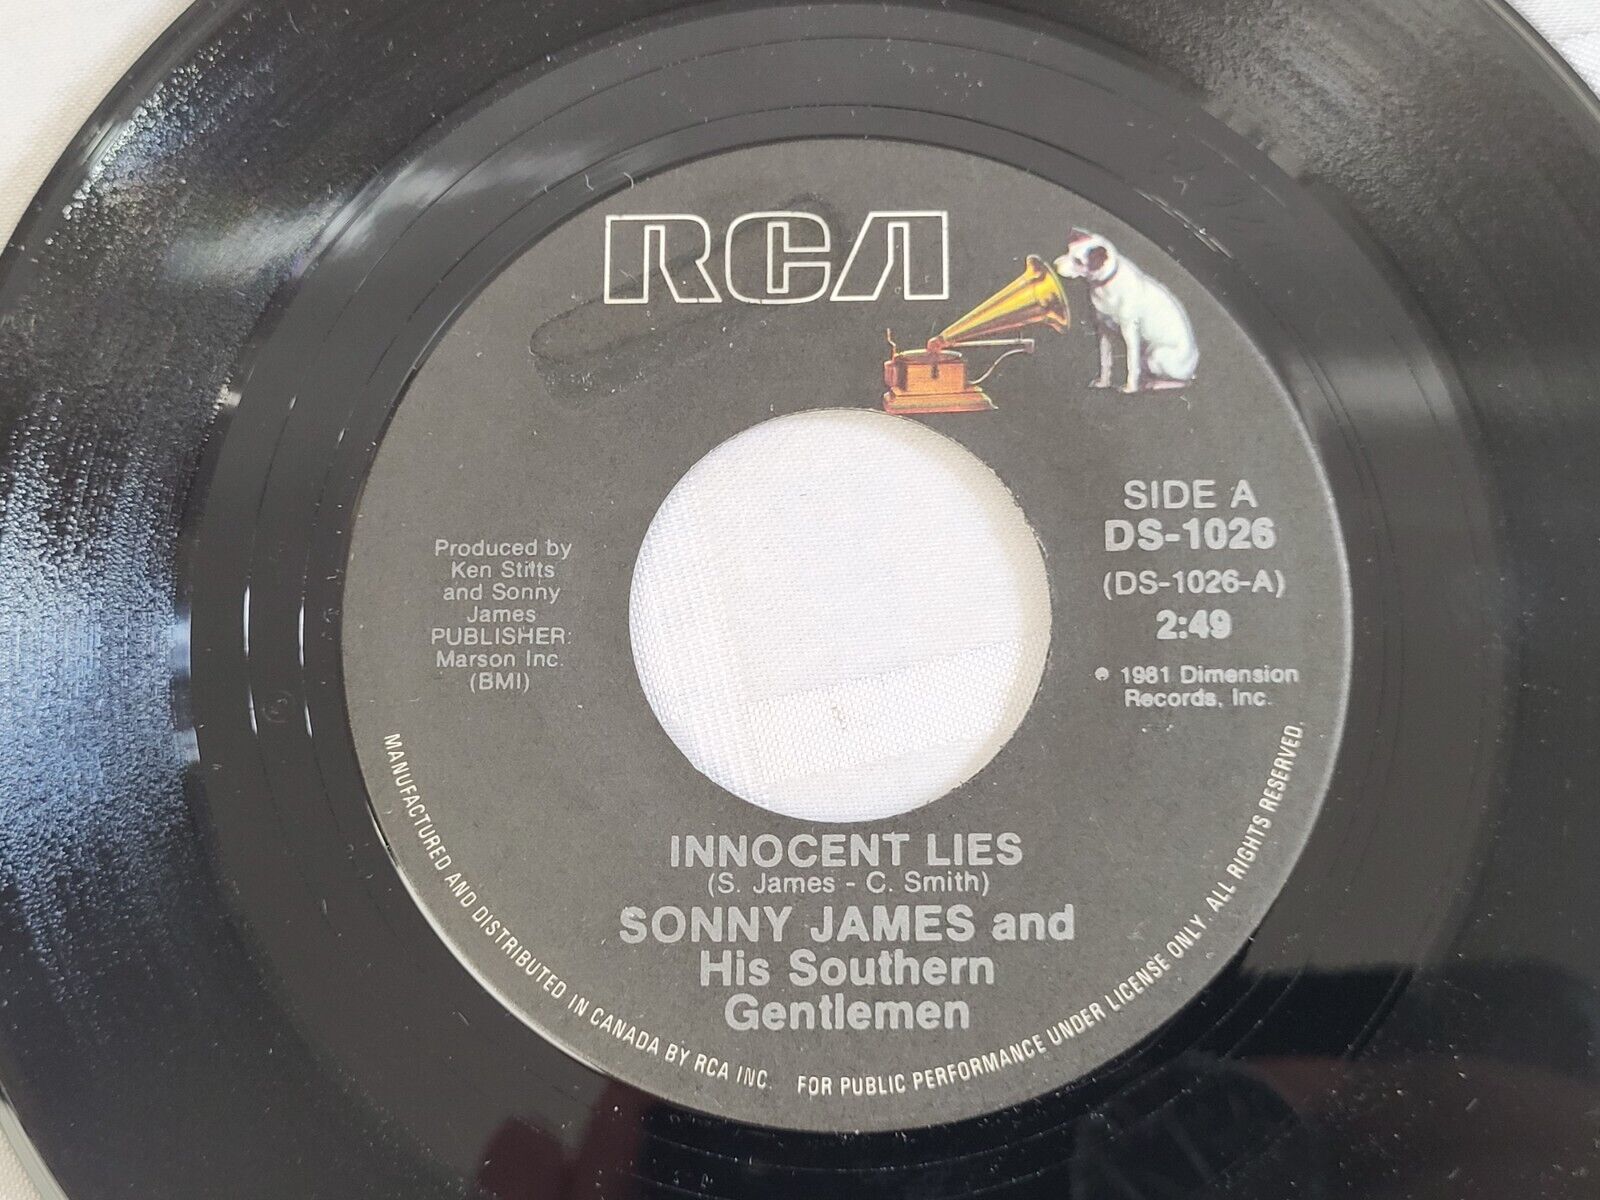 RCA
SIDE A
DS-1026
(DS-1026-A)
2:49
℗ 1981 Dimension
Records, Inc.
Produced by
Ken Stilts
and Sonny
James
PUBLISHER:
Marson Inc.
(BMI)
INNOCENT LIES
(S. James - C. Smith)
SONNY JAMES and
His Southern
Gentlemen
MANUFACTURED AND DISTRIBUTED IN CANADA BY RCA INC. FOR PUBLIC PERFORMANCE UNDER LICENSE ONLY. ALL RIGHTS RESERVED.